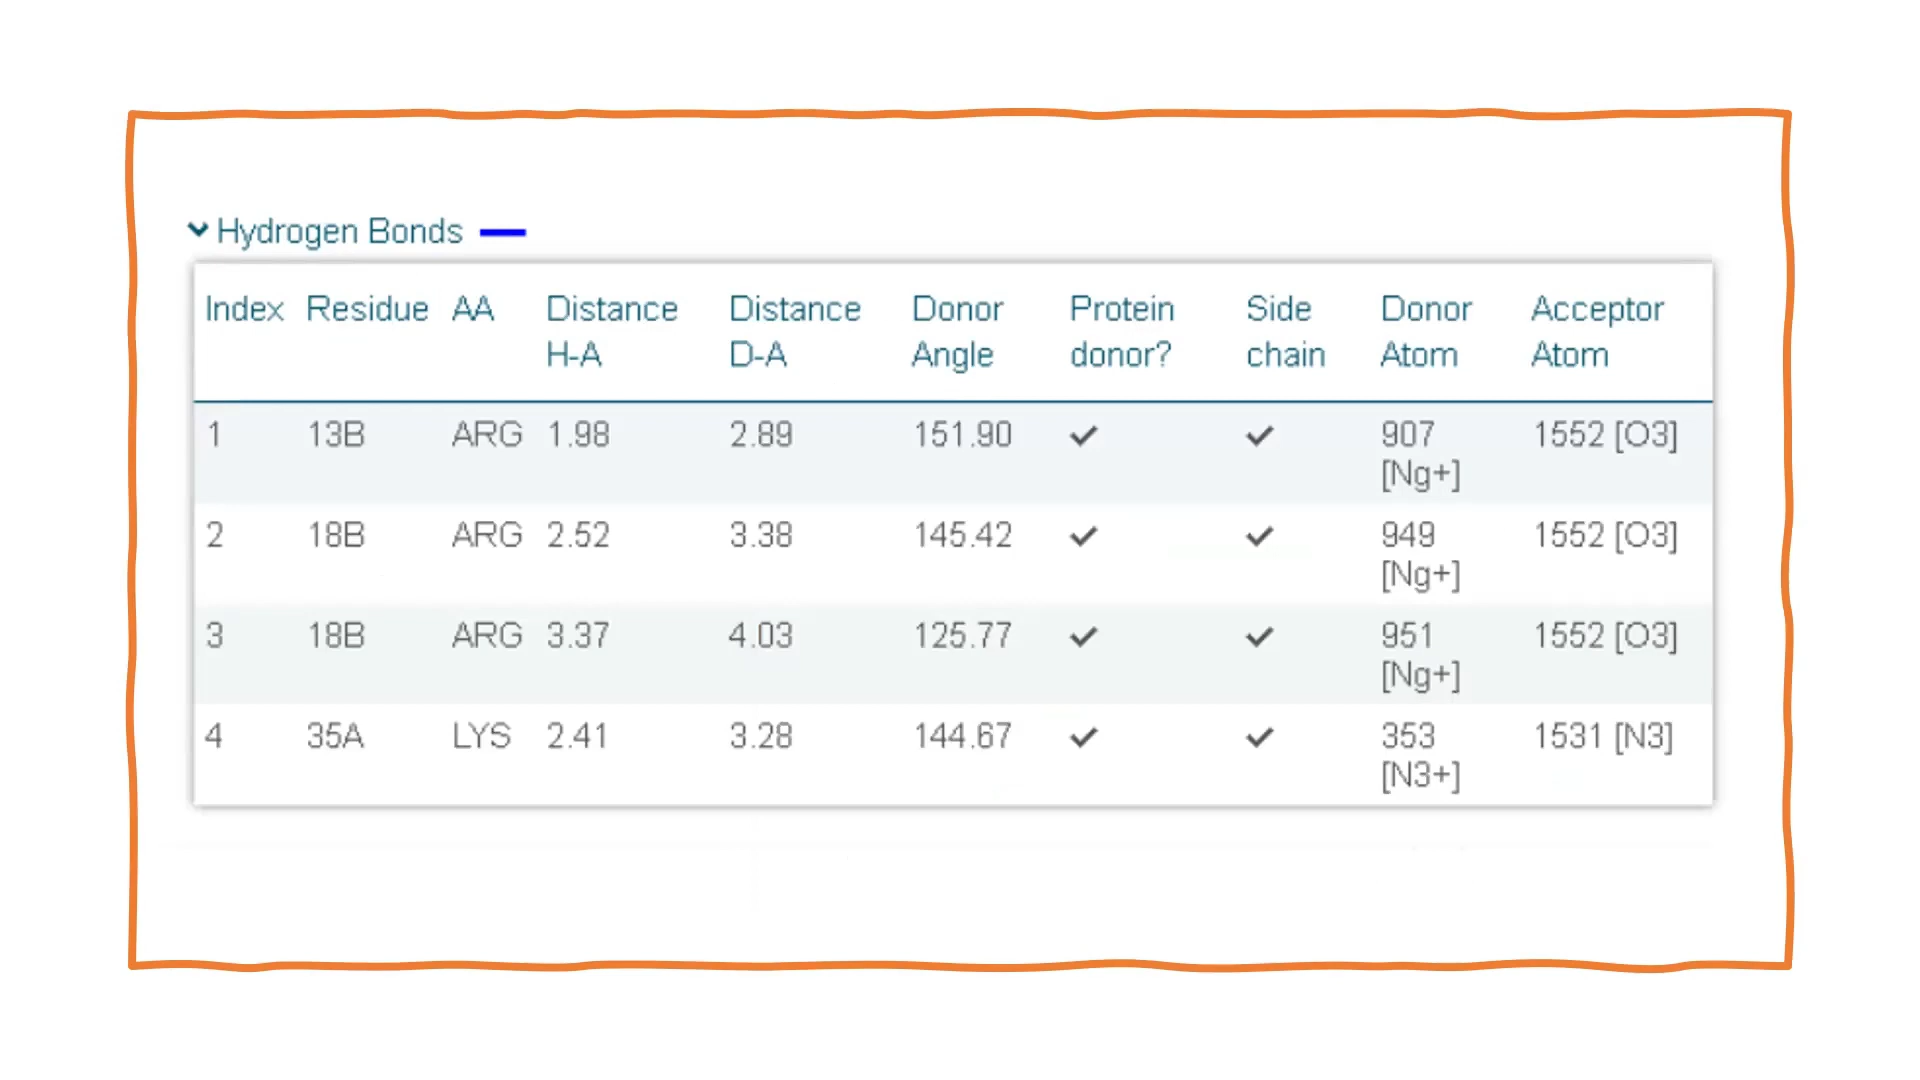 Hydrogen Bonds
Index Residue AA Distance Distance Donor Protein Side Donor Acceptor
H-A D-A Angle donor? chain Atom Atom
1 13B ARG 1.98 2.89 151.90 ✓ ✓ 907 1552 [O3]
[Ng+]
2 18B ARG 2.52 3.38 145.42 ✓ ✓ 949 1552 [O3]
[Ng+]
3 18B ARG 3.37 4.03 125.77 ✓ ✓ 951 1552 [O3]
[Ng+]
4 35A LYS 2.41 3.28 144.67 ✓ ✓ 353 1531 [N3]
[N3+]